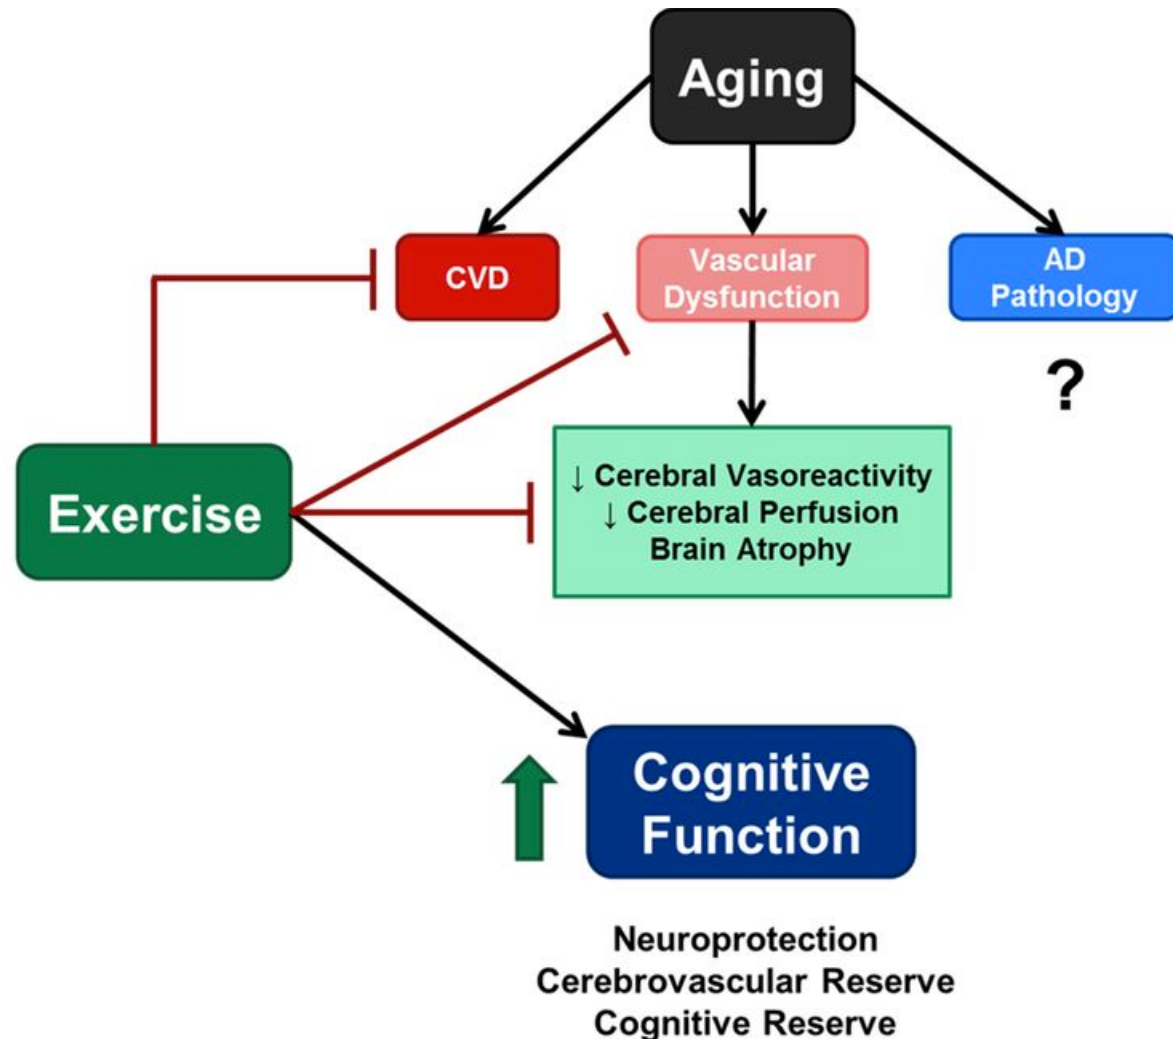 Aging
CVD
Vascular
Dysfunction
AD
Pathology
?
Exercise
↓ Cerebral Vasoreactivity
↓ Cerebral Perfusion
Brain Atrophy
Cognitive
Function
Neuroprotection
Cerebrovascular Reserve
Cognitive Reserve